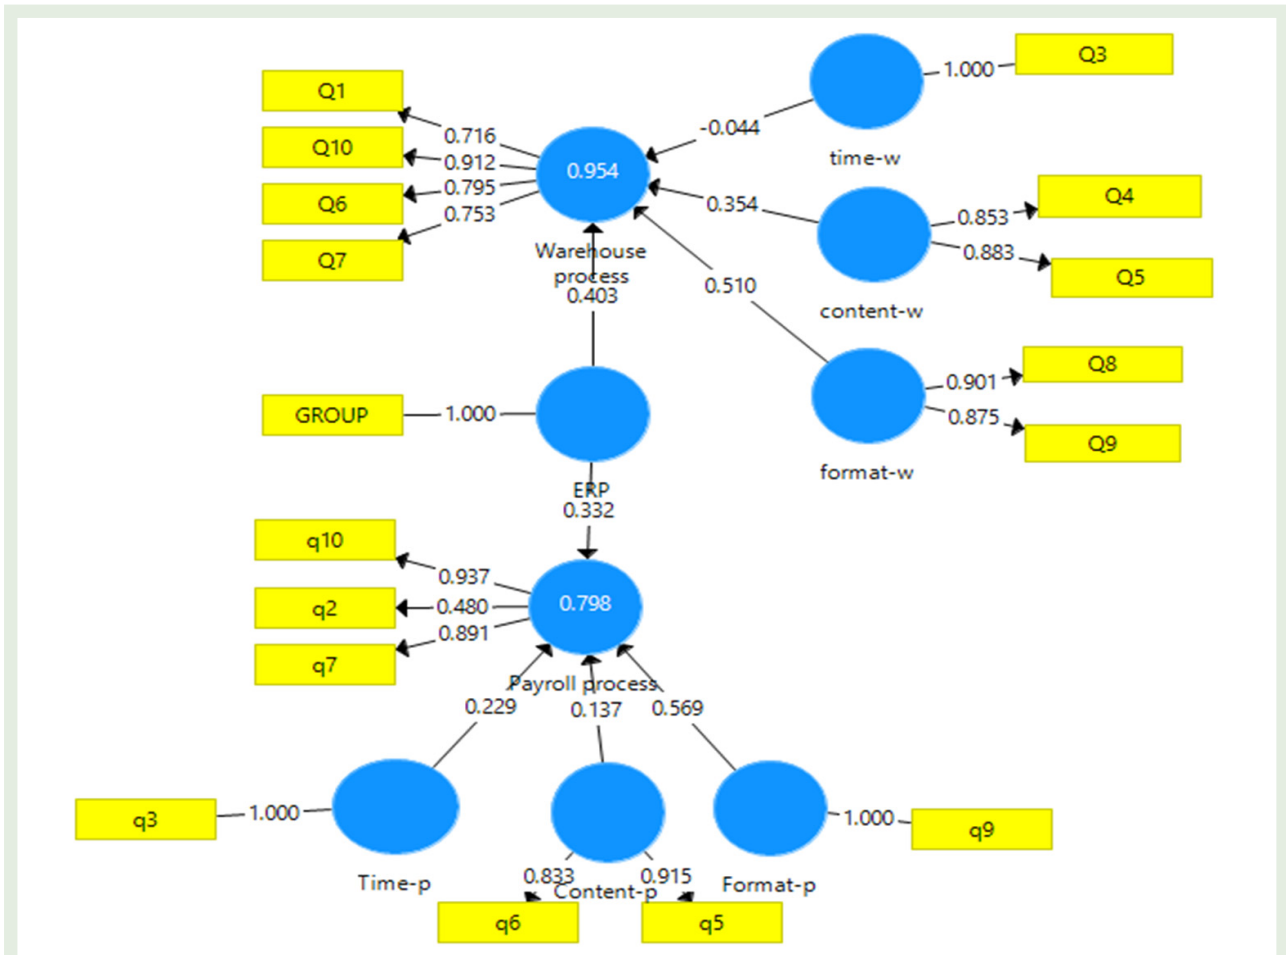 Q3
1.000
Q1
0.716
Q10
0.912
-0.044
0.954
time-w
Q6
0.795
0.753
Q7
0.354
0.853
Q4
0.883
Q5
Warehouse
process
0.403
0.510
content-w
0.901
Q8
0.875
Q9
GROUP
1.000
format-w
ERP
0.332
q10
0.937
q2
0.480
0.798
0.891
q7
Payroll process
0.229
0.137
0.569
q3
1.000
1.000
q9
Time-p
0.833
0.915
Content-p
Format-p
q6
q5